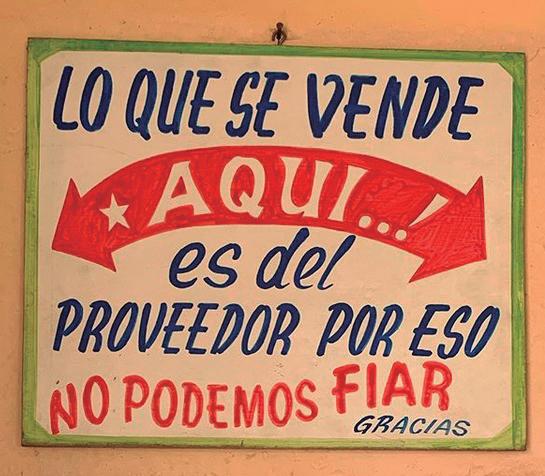 LO QUE SE VENDE
AQUI...!
es del
PROVEEDOR POR ESO
NO PODEMOS FIAR
GRACIAS